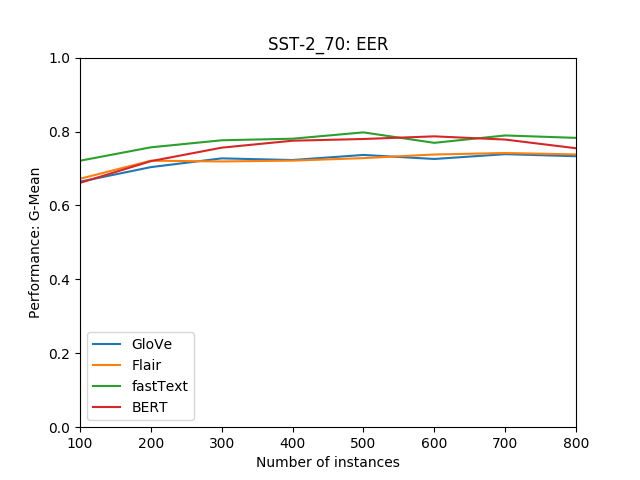 SST-2_70: EER
1.0
0.8
0.6
0.4
0.2
0.0
Performance: G-Mean
GloVe
Flair
fastText
BERT
100 200 300 400 500 600 700 800
Number of instances